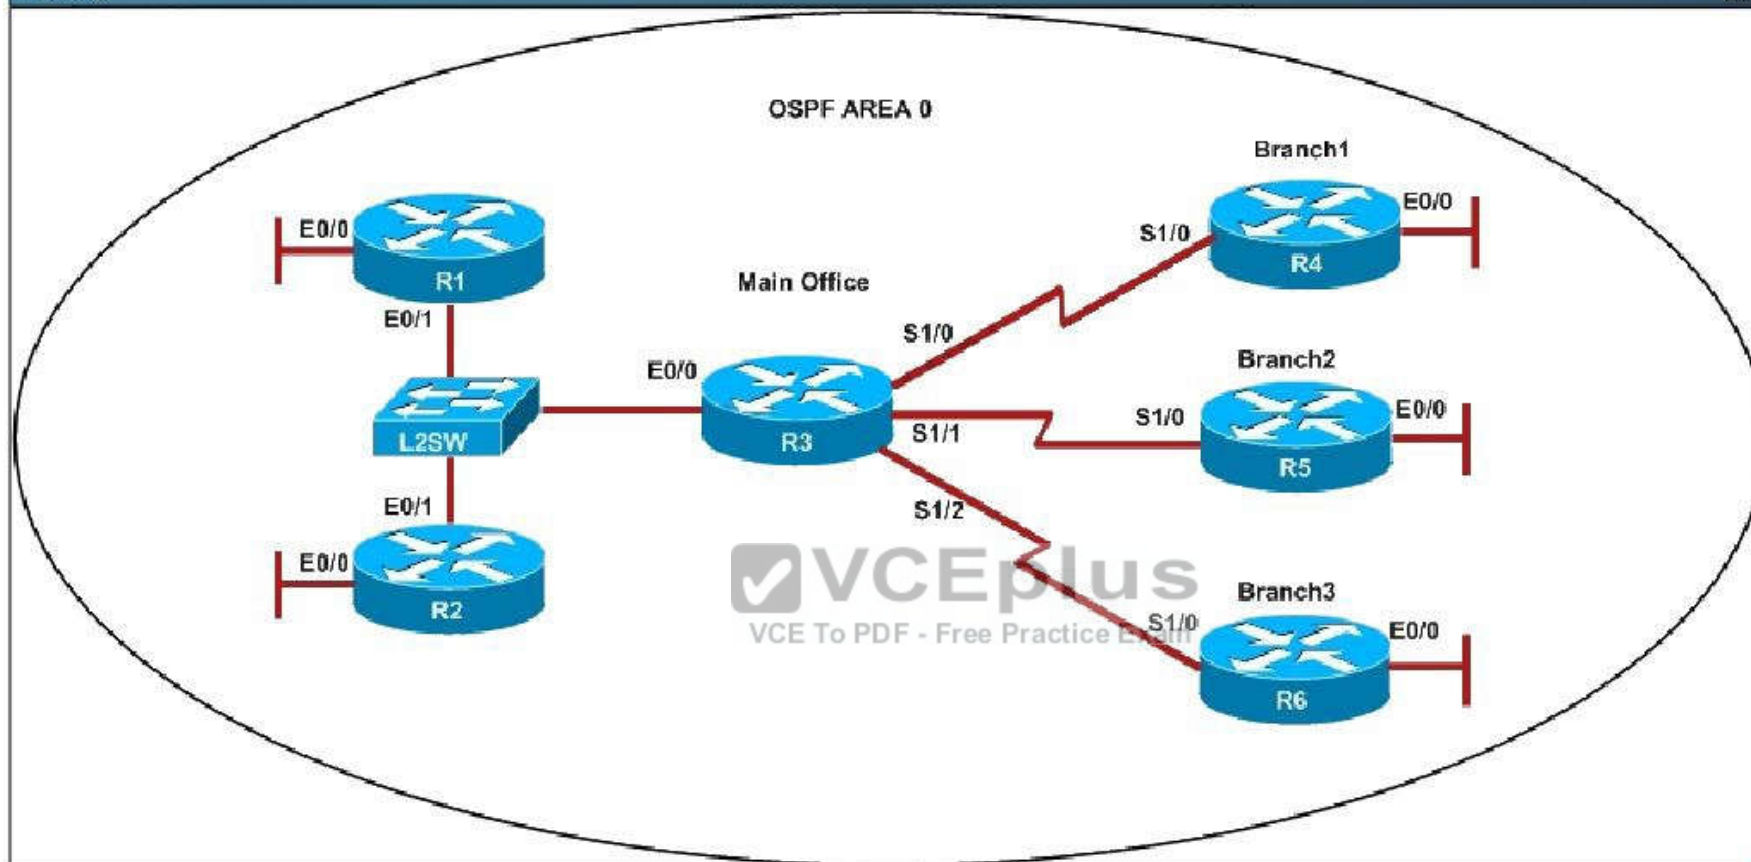 OSPF AREA 0
Branch1
E0/0
S1/0
R4
E0/0
R1
E0/1
Main Office
S1/0
E0/0
R3
Branch2
S1/0
E0/0
R5
S1/1
L2SW
E0/1
S1/2
E0/0
R2
VCEplus
VCE To PDF - Free Practice Exam
Branch3
S1/0
E0/0
R6